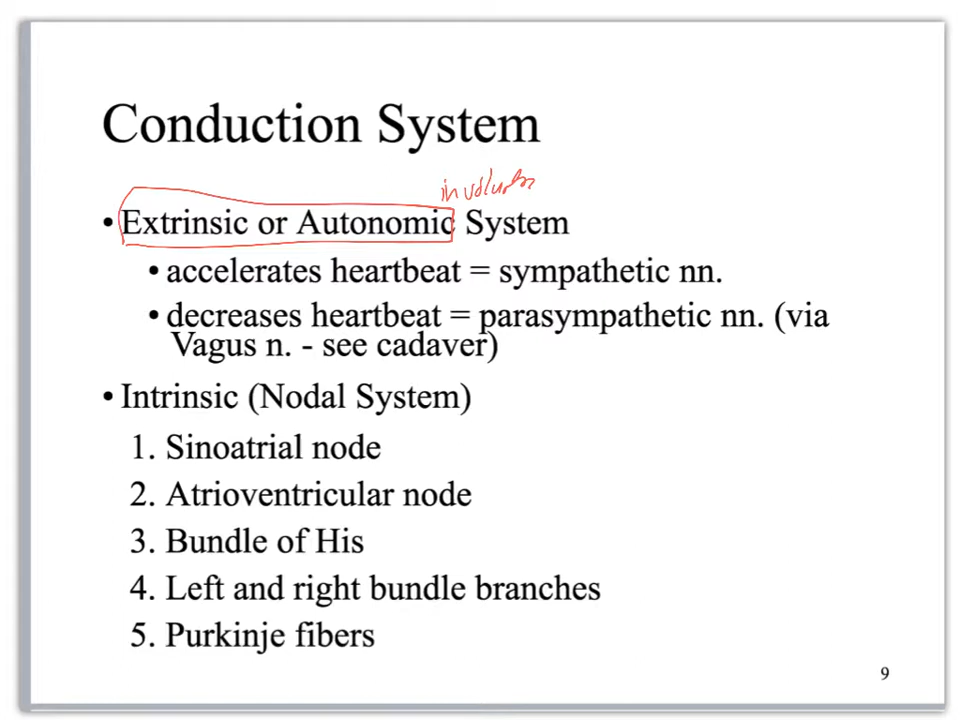 Conduction System
• Extrinsic or Autonomic System
• accelerates heartbeat = sympathetic nn.
• decreases heartbeat = parasympathetic nn. (via
Vagus n. - see cadaver)
• Intrinsic (Nodal System)
1. Sinoatrial node
2. Atrioventricular node
3. Bundle of His
4. Left and right bundle branches
5. Purkinje fibers
9